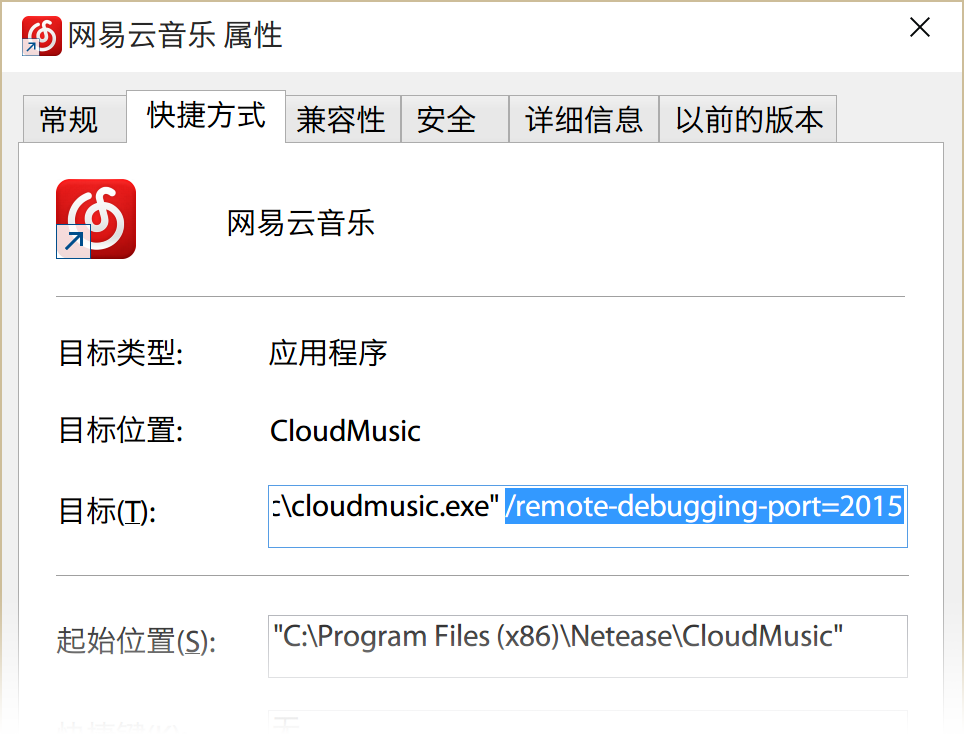 网易云音乐 属性
常规 快捷方式 兼容性 安全 详细信息 以前的版本
网易云音乐
目标类型: 应用程序
目标位置: CloudMusic
目标(T): c\cloudmusic.exe" /remote-debugging-port=2015
起始位置(S): "C:\Program Files (x86)\Netease\CloudMusic"